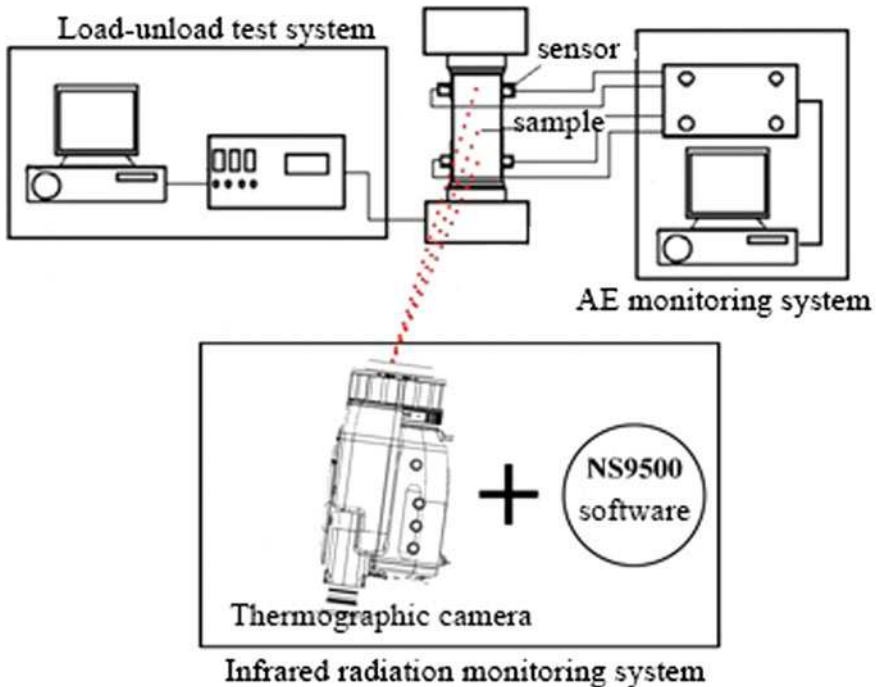 Load-unload test system
sensor
sample
AE monitoring system
NS9500
software
Thermographic camera
Infrared radiation monitoring system